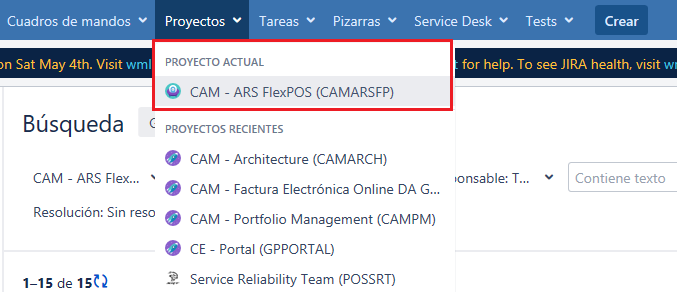 Cuadros de mandos Proyectos Tareas Pizarras Service Desk Tests Crear
on Sat May 4th. Visit wml for help. To see JIRA health, visit wm
PROYECTO ACTUAL
CAM - ARS FlexPOS (CAMARSFP)
Búsqueda G
PROYECTOS RECIENTES
CAM - Architecture (CAMARCH)
CAM - ARS Flex... ponsable: T... Contiene texto
CAM - Factura Electrónica Online DA G...
Resolución: Sin reso
CAM - Portfolio Management (CAMPM)
CE - Portal (GPPORTAL)
1–15 de 15
Service Reliability Team (POSSRT)